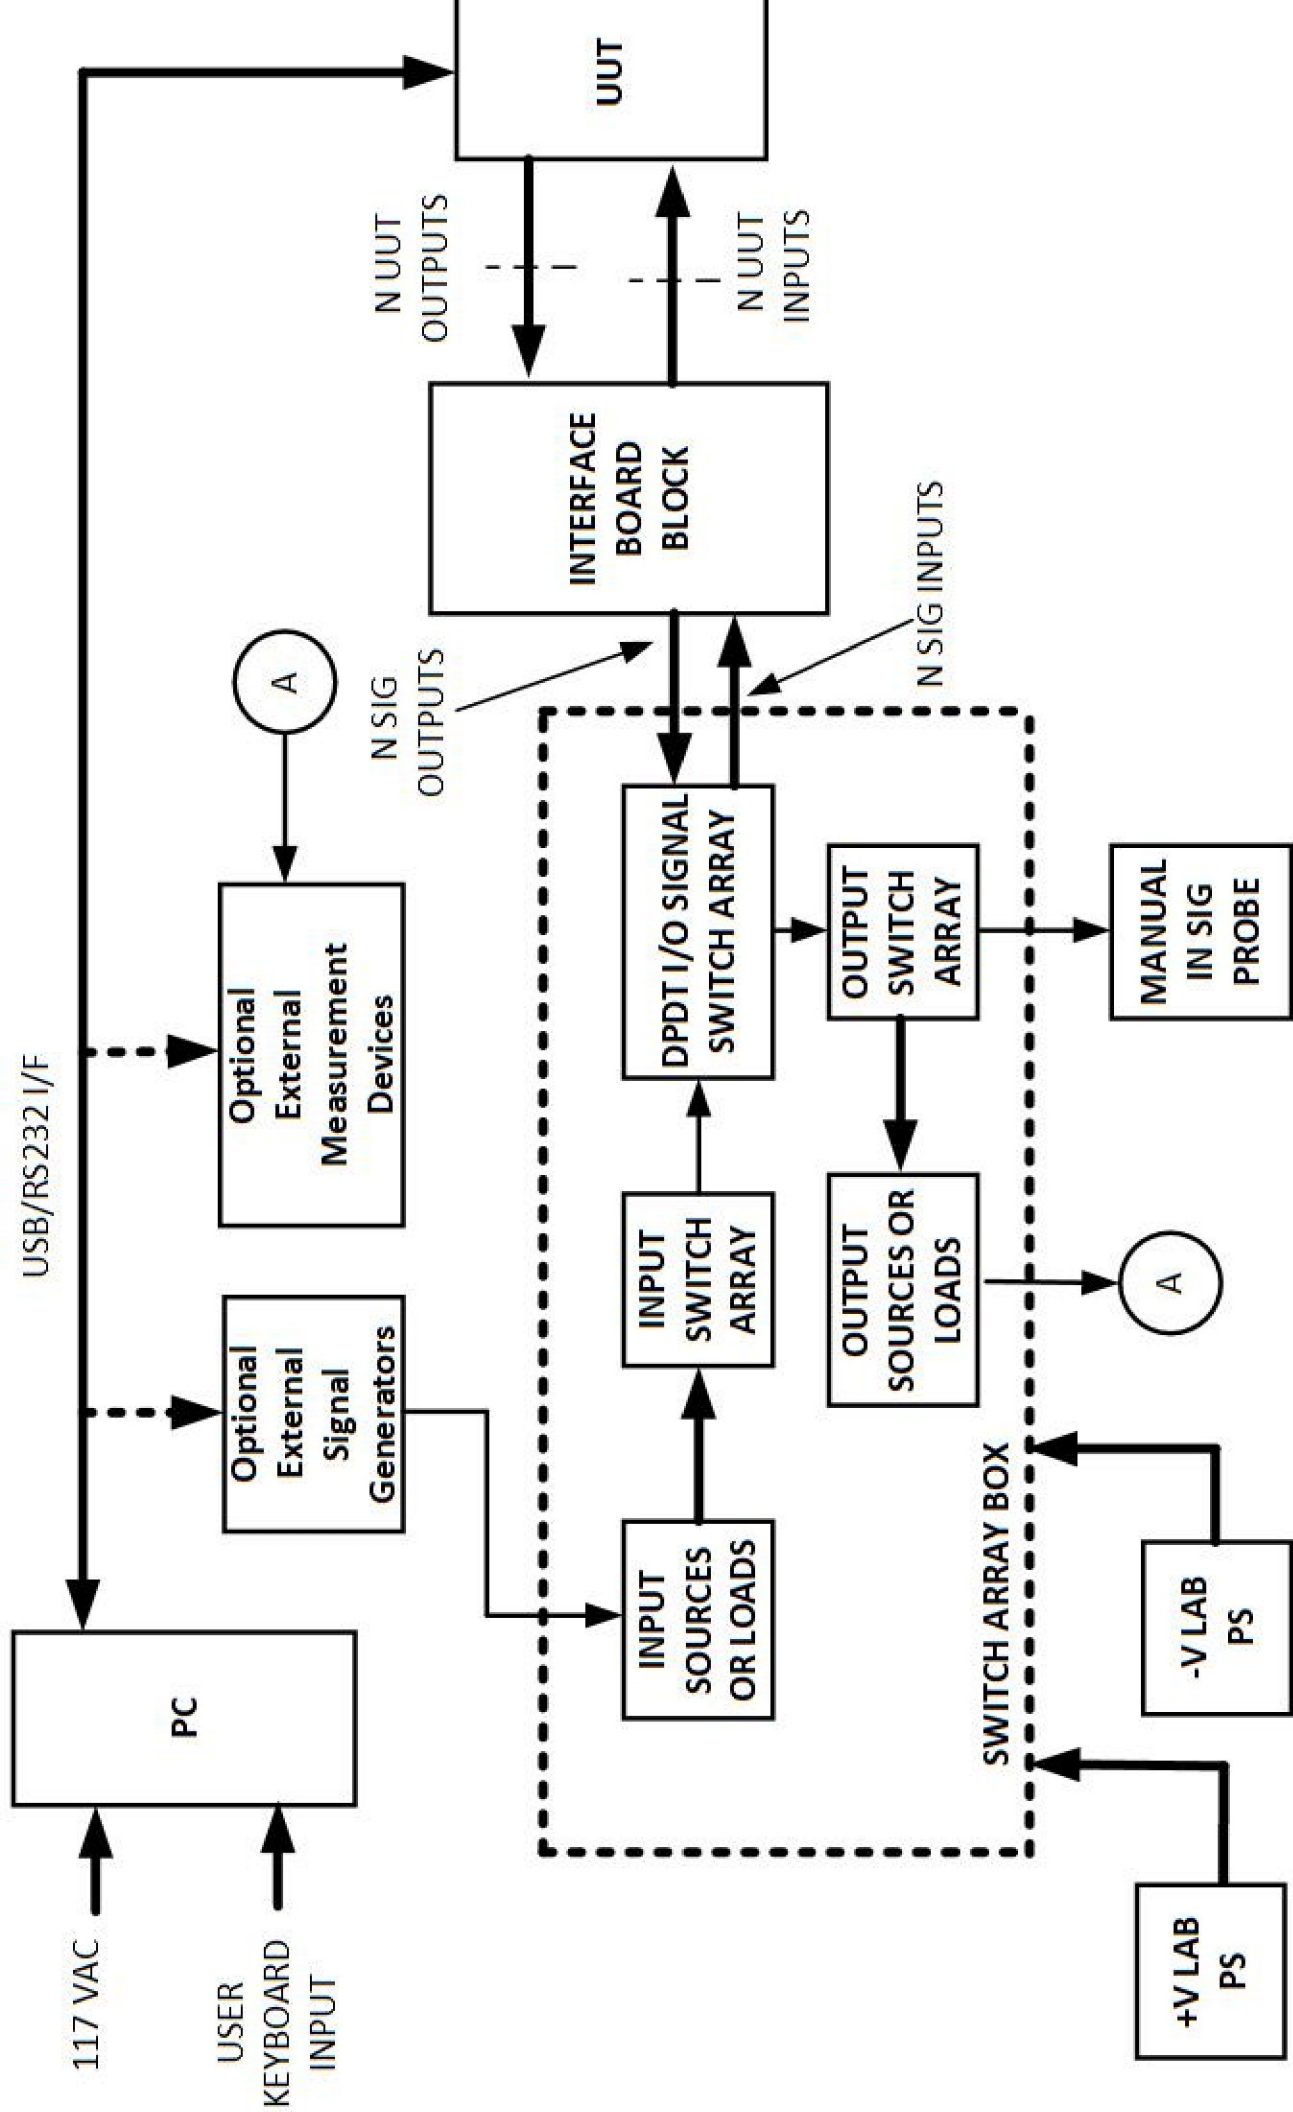 117 VAC
USER
KEYBOARD
INPUT
PC
USB/RS232 I/F
Optional
External
Signal
Generators
Optional
External
Measurement
Devices
A
N SIG
OUTPUTS
N UUT
OUTPUTS
UUT
INTERFACE
BOARD
BLOCK
N UUT
INPUTS
N SIG INPUTS
INPUT
SOURCES
OR LOADS
INPUT
SWITCH
ARRAY
DPDT I/O SIGNAL
SWITCH ARRAY
OUTPUT
SOURCES OR
LOADS
OUTPUT
SWITCH
ARRAY
SWITCH ARRAY BOX
+V LAB
PS
-V LAB
PS
A
MANUAL
IN SIG
PROBE